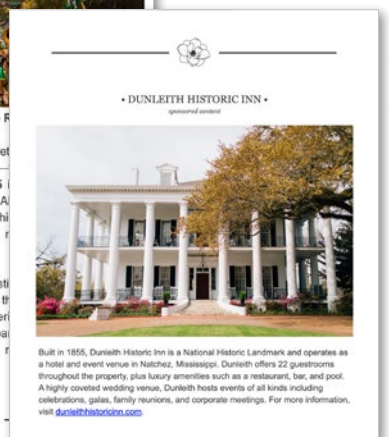 • DUNLEITH HISTORIC INN •
sponsored content
Built in 1855, Dunleith Historic Inn is a National Historic Landmark and operates as
a hotel and event venue in Natchez, Mississippi. Dunleith offers 22 guestrooms
throughout the property, plus luxury amenities such as a restaurant, bar, and pool.
A highly coveted wedding venue, Dunleith hosts events of all kinds including
celebrations, galas, family reunions, and corporate meetings. For more information,
visit dunleithhistoricinn.com.